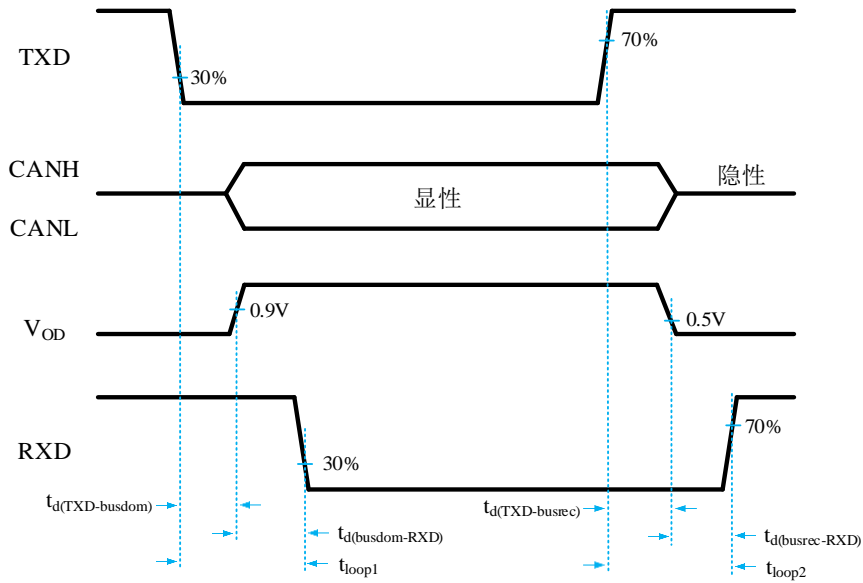 TXD
30%
70%
CANH
显性
隐性
CANL
VOD
0.9V
0.5V
RXD
30%
70%
td(TXD-busdom)
td(TXD-busrec)
td(busdom-RXD)
td(busrec-RXD)
tloop1
tloop2